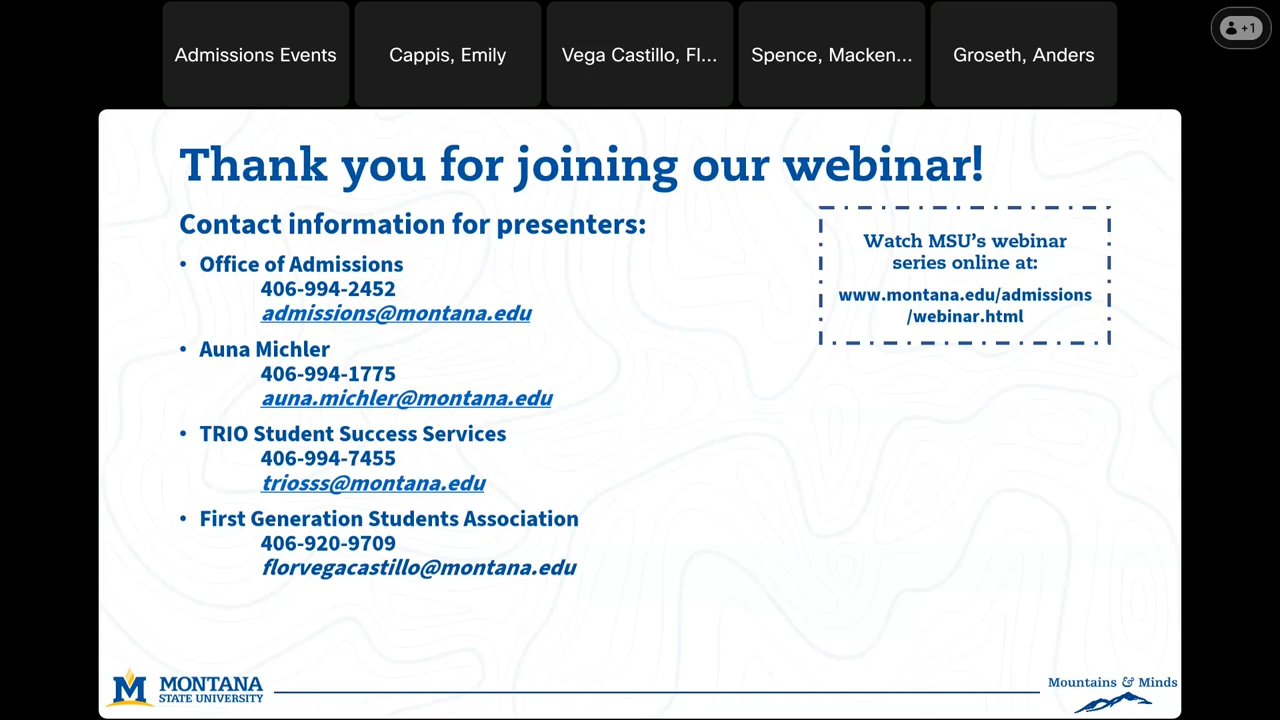 Admissions Events
Cappis, Emily
Vega Castillo, Fl...
Spence, Macken...
Groseth, Anders
+1
Thank you for joining our webinar!
Contact information for presenters:
• Office of Admissions
406-994-2452
admissions@montana.edu
• Auna Michler
406-994-1775
auna.michler@montana.edu
• TRIO Student Success Services
406-994-7455
triosss@montana.edu
• First Generation Students Association
406-920-9709
florvegacastillo@montana.edu
Watch MSU's webinar
series online at:
www.montana.edu/admissions
/webinar.html
M MONTANA
STATE UNIVERSITY
Mountains & Minds